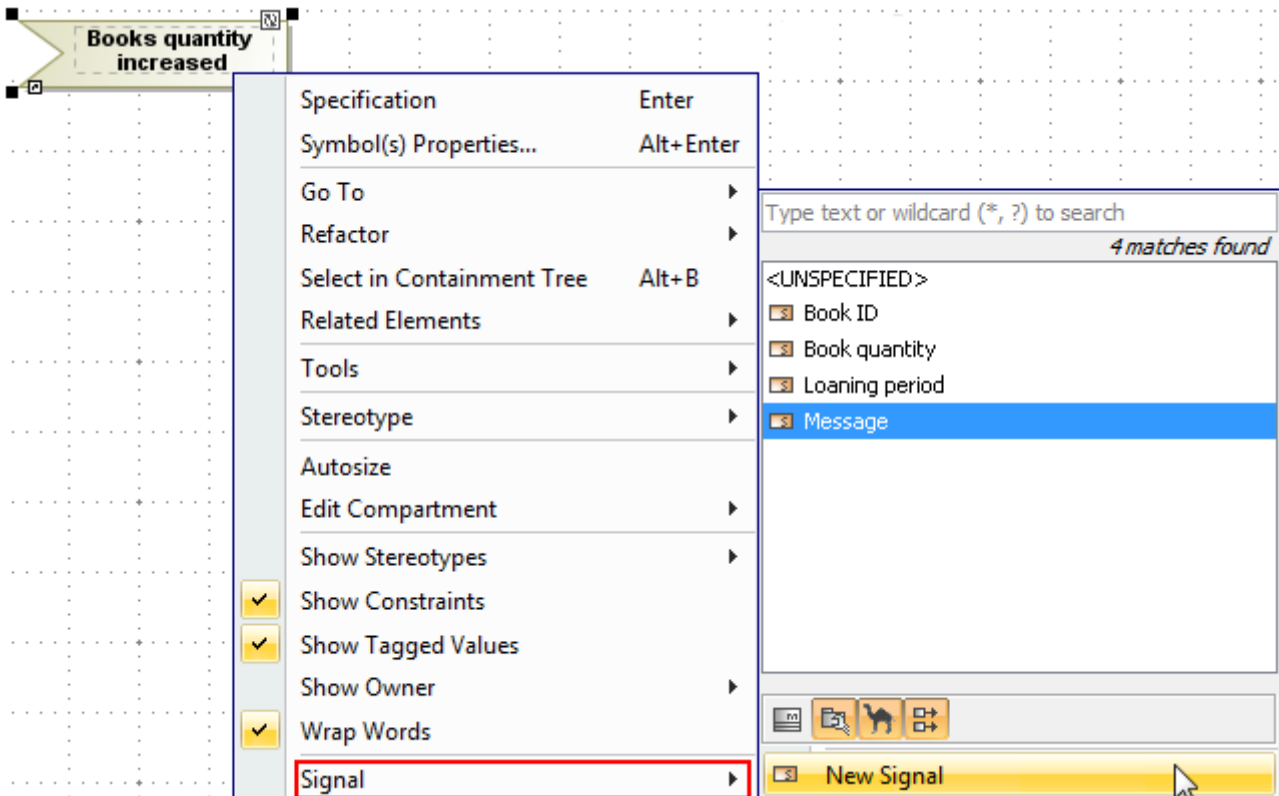 Books quantity
increased
Specification Enter
Symbol(s) Properties... Alt+Enter
Go To
Refactor
Select in Containment Tree Alt+B
Related Elements
Tools
Stereotype
Autosize
Edit Compartment
Show Stereotypes
Show Constraints
Show Tagged Values
Show Owner
Wrap Words
Signal
Type text or wildcard (*, ?) to search
4 matches found
<UNSPECIFIED>
S Book ID
S Book quantity
S Loaning period
S Message
m
S New Signal